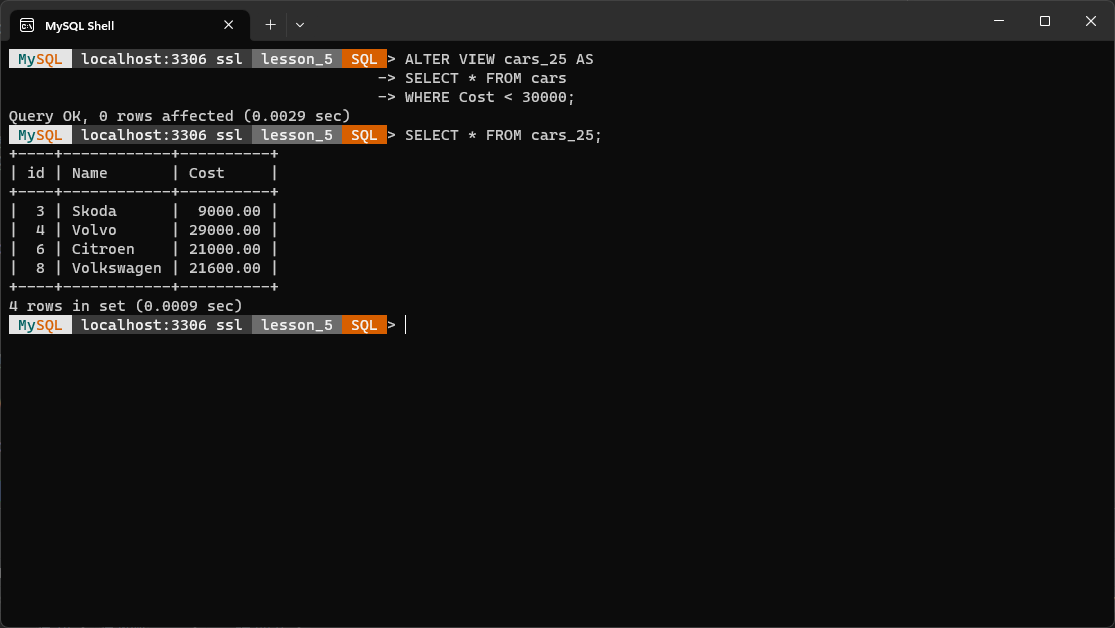 MySQL Shell
MySQL localhost:3306 ssl lesson_5 SQL > ALTER VIEW cars_25 AS
-> SELECT * FROM cars
-> WHERE Cost < 30000;
Query OK, 0 rows affected (0.0029 sec)
MySQL localhost:3306 ssl lesson_5 SQL > SELECT * FROM cars_25;
+----+------------+----------+
| id | Name       | Cost     |
+----+------------+----------+
|  3 | Skoda      |  9000.00 |
|  4 | Volvo      | 29000.00 |
|  6 | Citroen    | 21000.00 |
|  8 | Volkswagen | 21600.00 |
+----+------------+----------+
4 rows in set (0.0009 sec)
MySQL localhost:3306 ssl lesson_5 SQL >